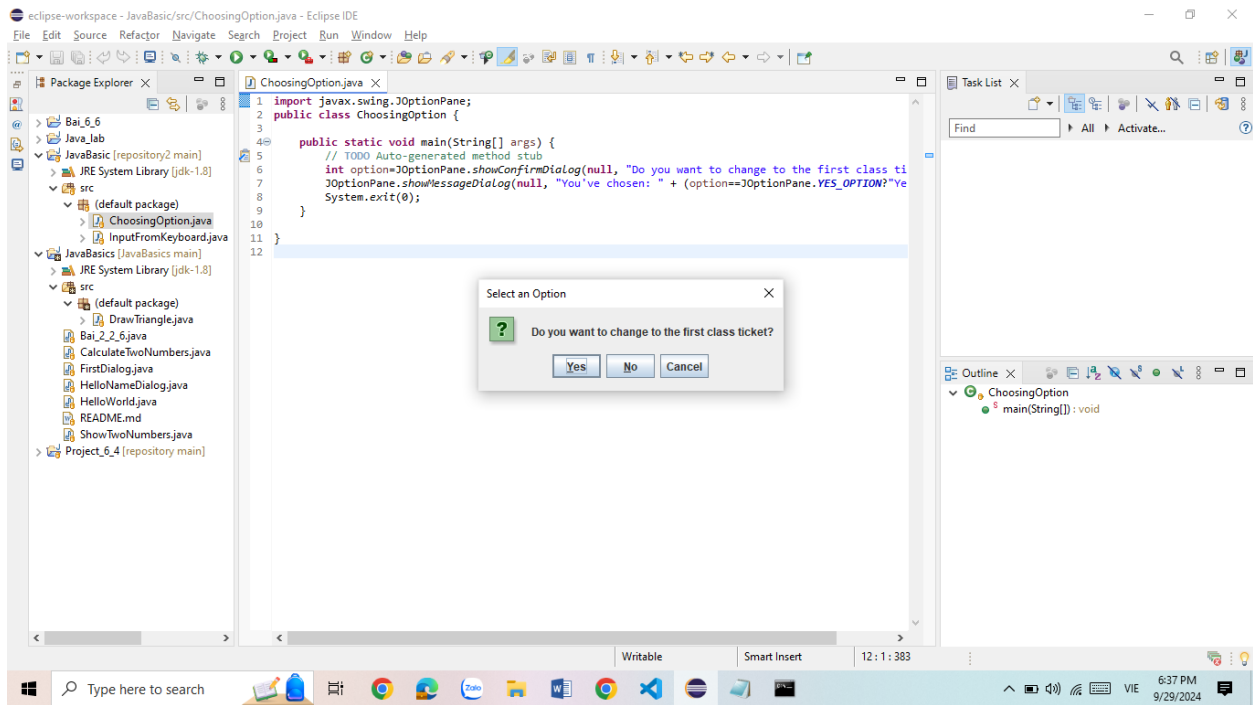 eclipse-workspace - JavaBasic/src/ChoosingOption.java - Eclipse IDE
File Edit Source Refactor Navigate Search Project Run Window Help
Package Explorer
Bai_6_6
Java_lab
JavaBasic [repository2 main]
JRE System Library [jdk-1.8]
src
(default package)
ChoosingOption.java
InputFromKeyboard.java
JavaBasics [JavaBasics main]
JRE System Library [jdk-1.8]
src
(default package)
DrawTriangle.java
Bai_2_2_6.java
CalculateTwoNumbers.java
FirstDialog.java
HelloNameDialog.java
HelloWorld.java
README.md
ShowTwoNumbers.java
Project_6_4 [repository main]
ChoosingOption.java
1 import javax.swing.JOptionPane;
2 public class ChoosingOption {
3
4 public static void main(String[] args) {
5 // TODO Auto-generated method stub
6 int option=JOptionPane.showConfirmDialog(null, "Do you want to change to the first class ti
7 JOptionPane.showMessageDialog(null, "You've chosen: " + (option==JOptionPane.YES_OPTION?"Ye
8 System.exit(0);
9 }
10
11 }
12
Select an Option
? Do you want to change to the first class ticket?
Yes No Cancel
Task List
Find All Activate...
Outline
ChoosingOption
main(String[]) : void
Writable Smart Insert 12 : 1 : 383
Type here to search
Zalo
VIE
6:37 PM
9/29/2024